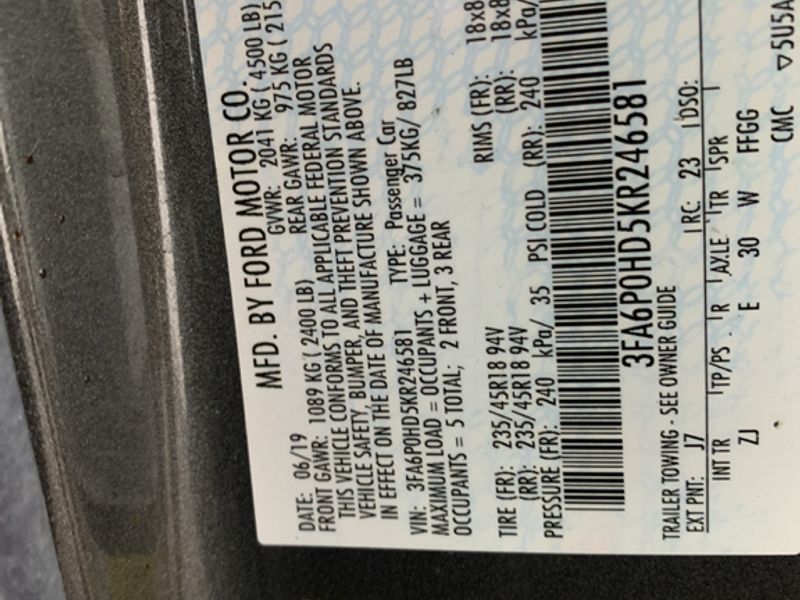 MFD. BY FORD MOTOR CO.
DATE: 06/19 GVWR: 2041 KG ( 4500 LB)
FRONT GAWR: 1089 KG ( 2400 LB) REAR GAWR: 975 KG ( 215
THIS VEHICLE CONFORMS TO ALL APPLICABLE FEDERAL MOTOR
VEHICLE SAFETY, BUMPER, AND THEFT PREVENTION STANDARDS
IN EFFECT ON THE DATE OF MANUFACTURE SHOWN ABOVE.
VIN: 3FA6P0HD5KR246581 TYPE: Passenger Car
MAXIMUM LOAD = OCCUPANTS + LUGGAGE = 375KG/ 827LB
OCCUPANTS = 5 TOTAL; 2 FRONT, 3 REAR
TIRE (FR): 235/45R18 94V RIMS (FR): 18x8
(RR): 235/45R18 94V (RR): 18x8
PRESSURE (FR): 240 kPa/ 35 PSI COLD (RR): 240 kPa/
3FA6P0HD5KR246581
TRAILER TOWING - SEE OWNER GUIDE
EXT PNT: J7 RC: 23 DSO:
INT TR TP/PS R AXLE TR SPR
ZJ E 30 W FFGG
CMC ▽5U5A